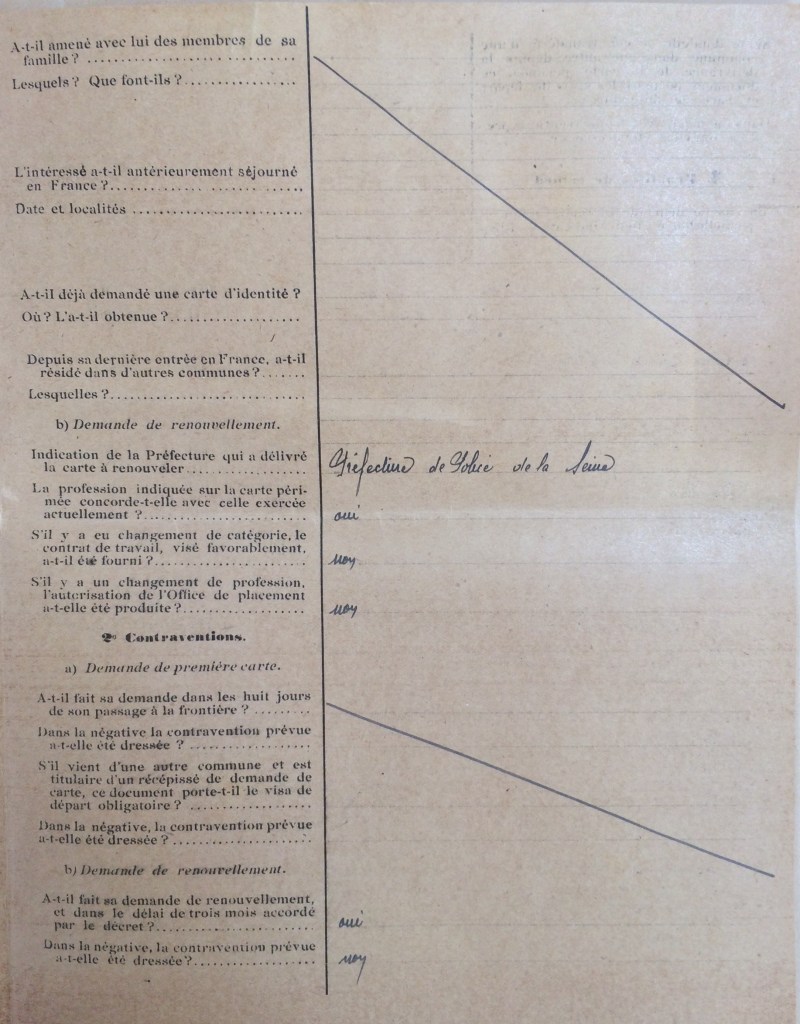 A-t-il amené avec lui des membres de sa
famille ? ..............................
Lesquels ? Que font-ils ? ................
L'intéressé a-t-il antérieurement séjourné
en France ? ..............................
Date et localités ..........................
A-t-il déjà demandé une carte d'identité ?
Où ? L'a-t-il obtenue ? ...................
Depuis sa dernière entrée en France, a-t-il
résidé dans d'autres communes ? .......
Lesquelles ? ..............................
b) Demande de renouvellement.
Indication de la Préfecture qui a délivré
la carte à renouveler ................. Préfecture de Police de la Seine
La profession indiquée sur la carte péri-
mée concorde-t-elle avec celle exercée
actuellement ? ......................... oui
S'il y a eu changement de catégorie, le
contrat de travail, visé favorablement,
a-t-il été fourni ? ....................... non
S'il y a un changement de profession,
l'autorisation de l'Office de placement
a-t-elle été produite ? ................... non
2° Contraventions.
a) Demande de première carte.
A-t-il fait sa demande dans les huit jours
de son passage à la frontière ? .........
Dans la négative la contravention prévue
a-t-elle été dressée ? ...................
S'il vient d'une autre commune et est
titulaire d'un récépissé de demande de
carte, ce document porte-t-il le visa de
départ obligatoire ? ...................
Dans la négative, la contravention prévue
a-t-elle été dressée ? .....................
b) Demande de renouvellement.
A-t-il fait sa demande de renouvellement,
et dans le délai de trois mois accordé
par le décret ? ......................... oui
Dans la négative, la contravention prévue
a-t-elle été dressée ? ................... non